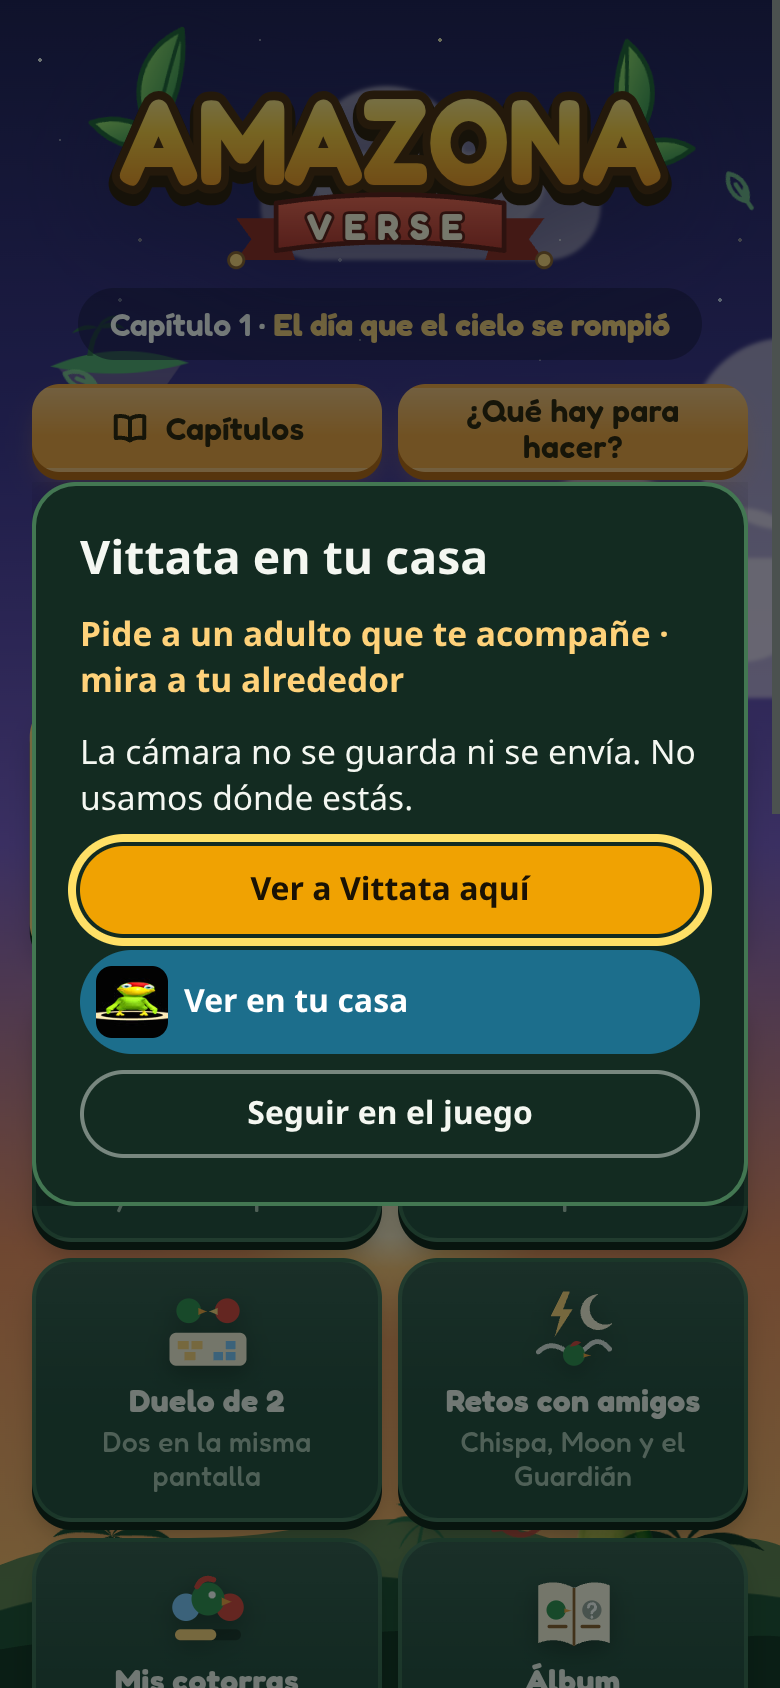 AMAZONA
VERSE
Capítulo 1 · El día que el cielo se rompió
Capítulos
¿Qué hay para
hacer?
Vittata en tu casa
Pide a un adulto que te acompañe ·
mira a tu alrededor
La cámara no se guarda ni se envía. No
usamos dónde estás.
Ver a Vittata aquí
Ver en tu casa
Seguir en el juego
Duelo de 2
Dos en la misma
pantalla
Retos con amigos
Chispa, Moon y el
Guardián
Mis cotorras
Álbum